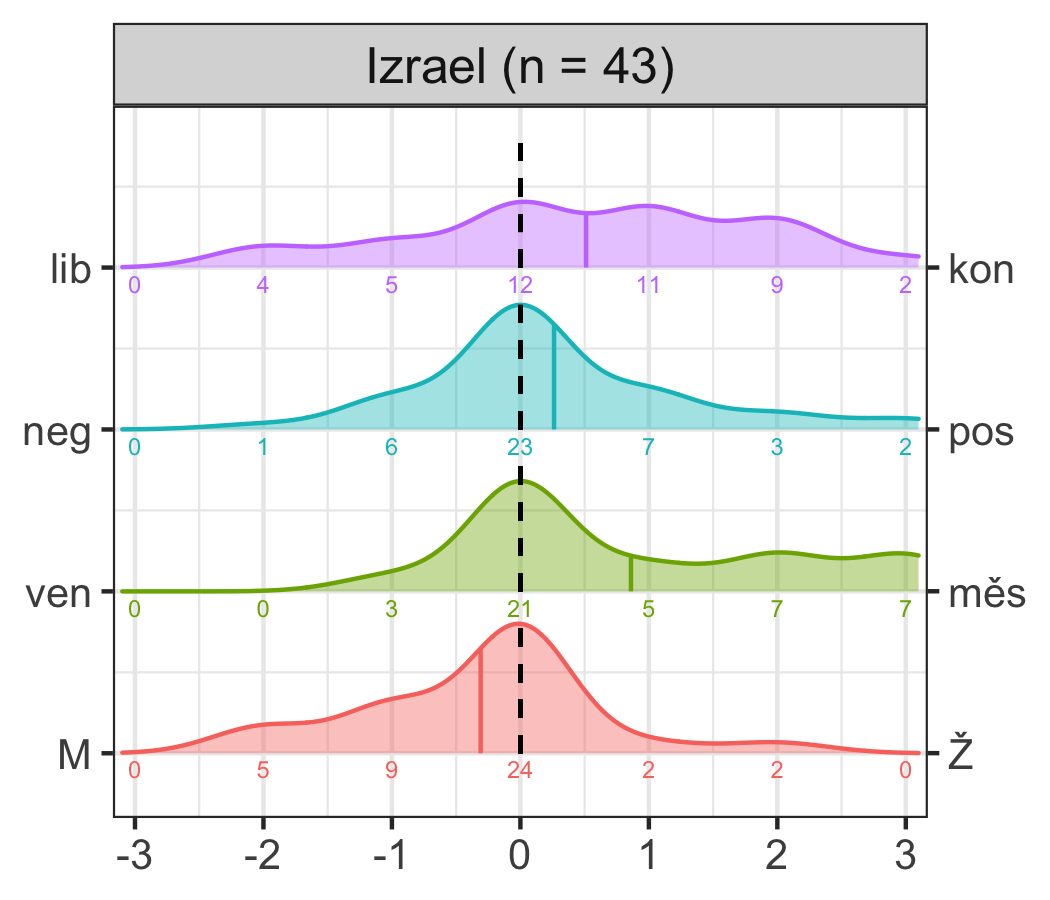 Izrael (n = 43)
lib kon
0 4 5 12 11 9 2
neg pos
0 1 6 23 7 3 2
ven měs
0 0 3 21 5 7 7
M Ž
0 5 9 24 2 2 0
-3 -2 -1 0 1 2 3